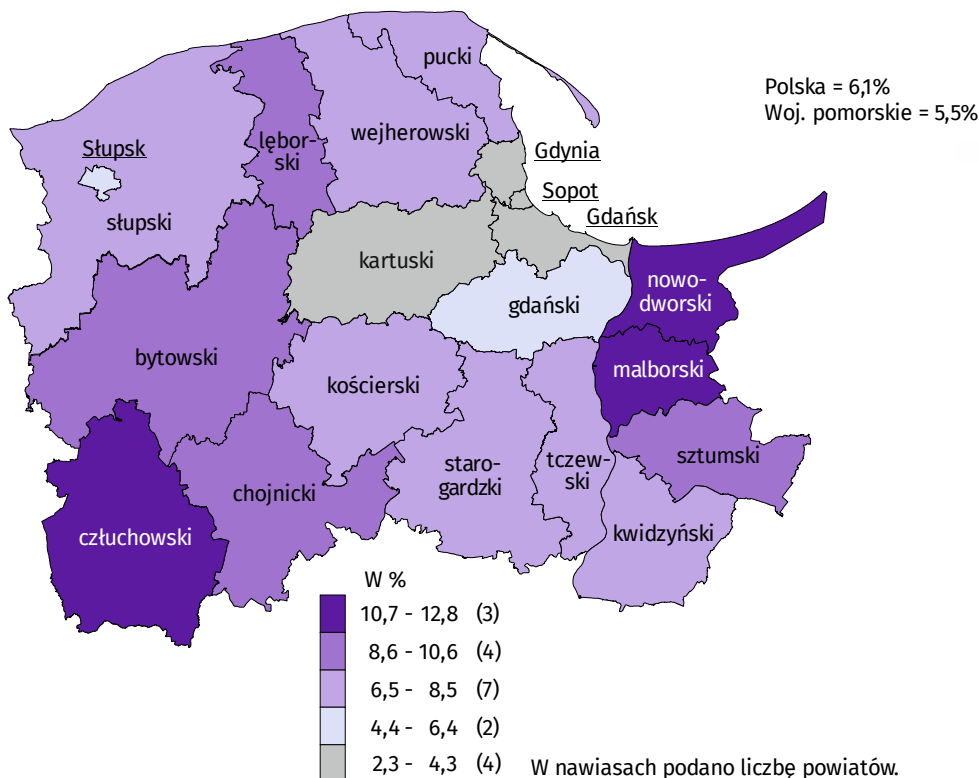 pucki
Polska = 6,1%
Woj. pomorskie = 5,5%
wejherowski
lębor-
ski
Słupsk
Gdynia
Sopot
Gdańsk
słupski
kartuski
nowo-
dworski
gdański
bytowski
malborski
kościerski
staro-
gardzki
tczew-
ski
sztumski
chojnicki
człuchowski
kwidzyński
W %
10,7 - 12,8 (3)
8,6 - 10,6 (4)
6,5 - 8,5 (7)
4,4 - 6,4 (2)
2,3 - 4,3 (4)
W nawiasach podano liczbę powiatów.